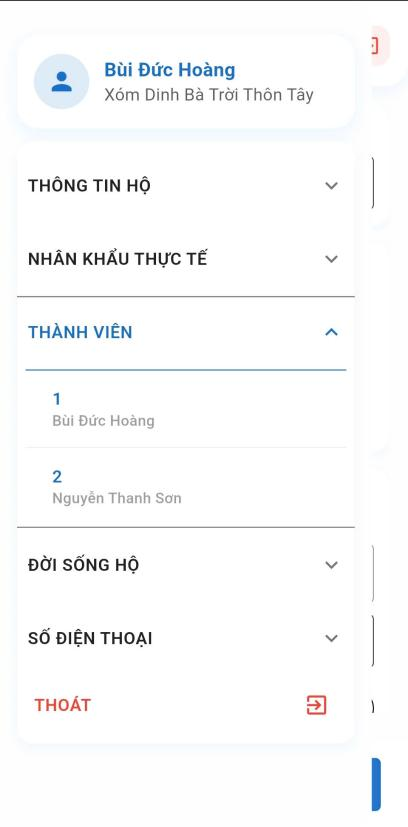 Bùi Đức Hoàng
Xóm Dinh Bà Trời Thôn Tây
THÔNG TIN HỘ
NHÂN KHẨU THỰC TẾ
THÀNH VIÊN
1
Bùi Đức Hoàng
2
Nguyễn Thanh Sơn
ĐỜI SỐNG HỘ
SỐ ĐIỆN THOẠI
THOÁT